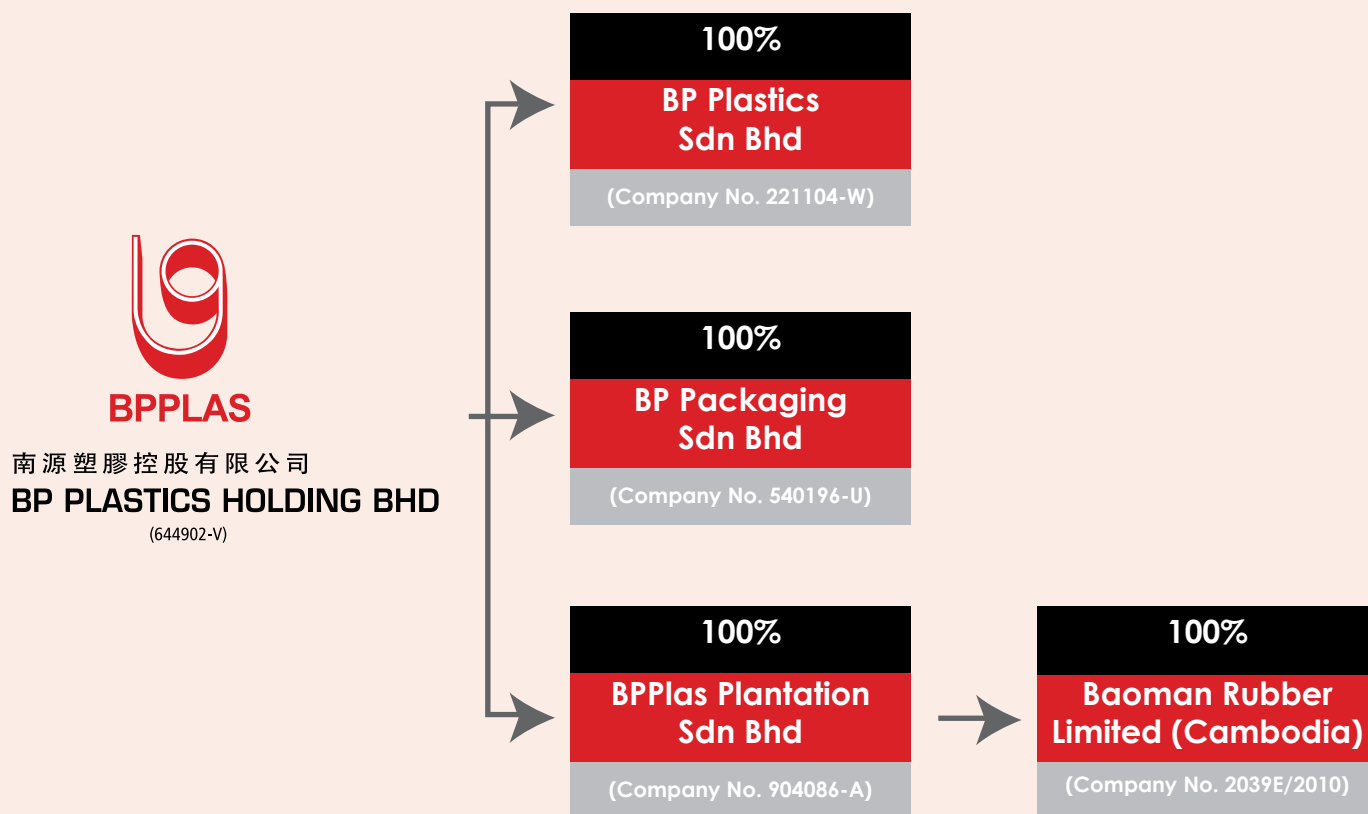 BPPLAS
南源塑膠控股有限公司
BP PLASTICS HOLDING BHD
(644902-V)
100%
BP Plastics
Sdn Bhd
(Company No. 221104-W)
100%
BP Packaging
Sdn Bhd
(Company No. 540196-U)
100%
BPPlas Plantation
Sdn Bhd
(Company No. 904086-A)
100%
Baoman Rubber
Limited (Cambodia)
(Company No. 2039E/2010)